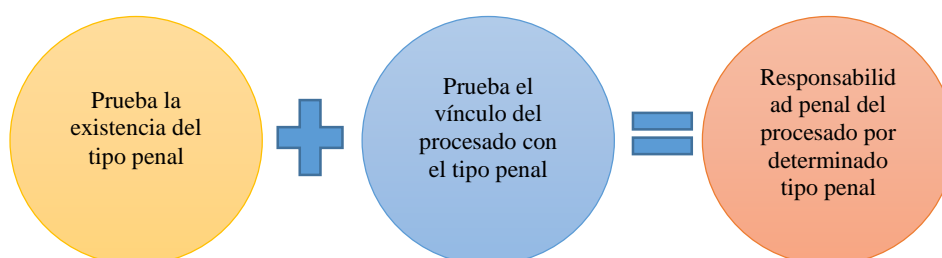 Prueba la
existencia del
tipo penal
Prueba el
vínculo del
procesado con
el tipo penal
Responsabilid
ad penal del
procesado por
determinado
tipo penal